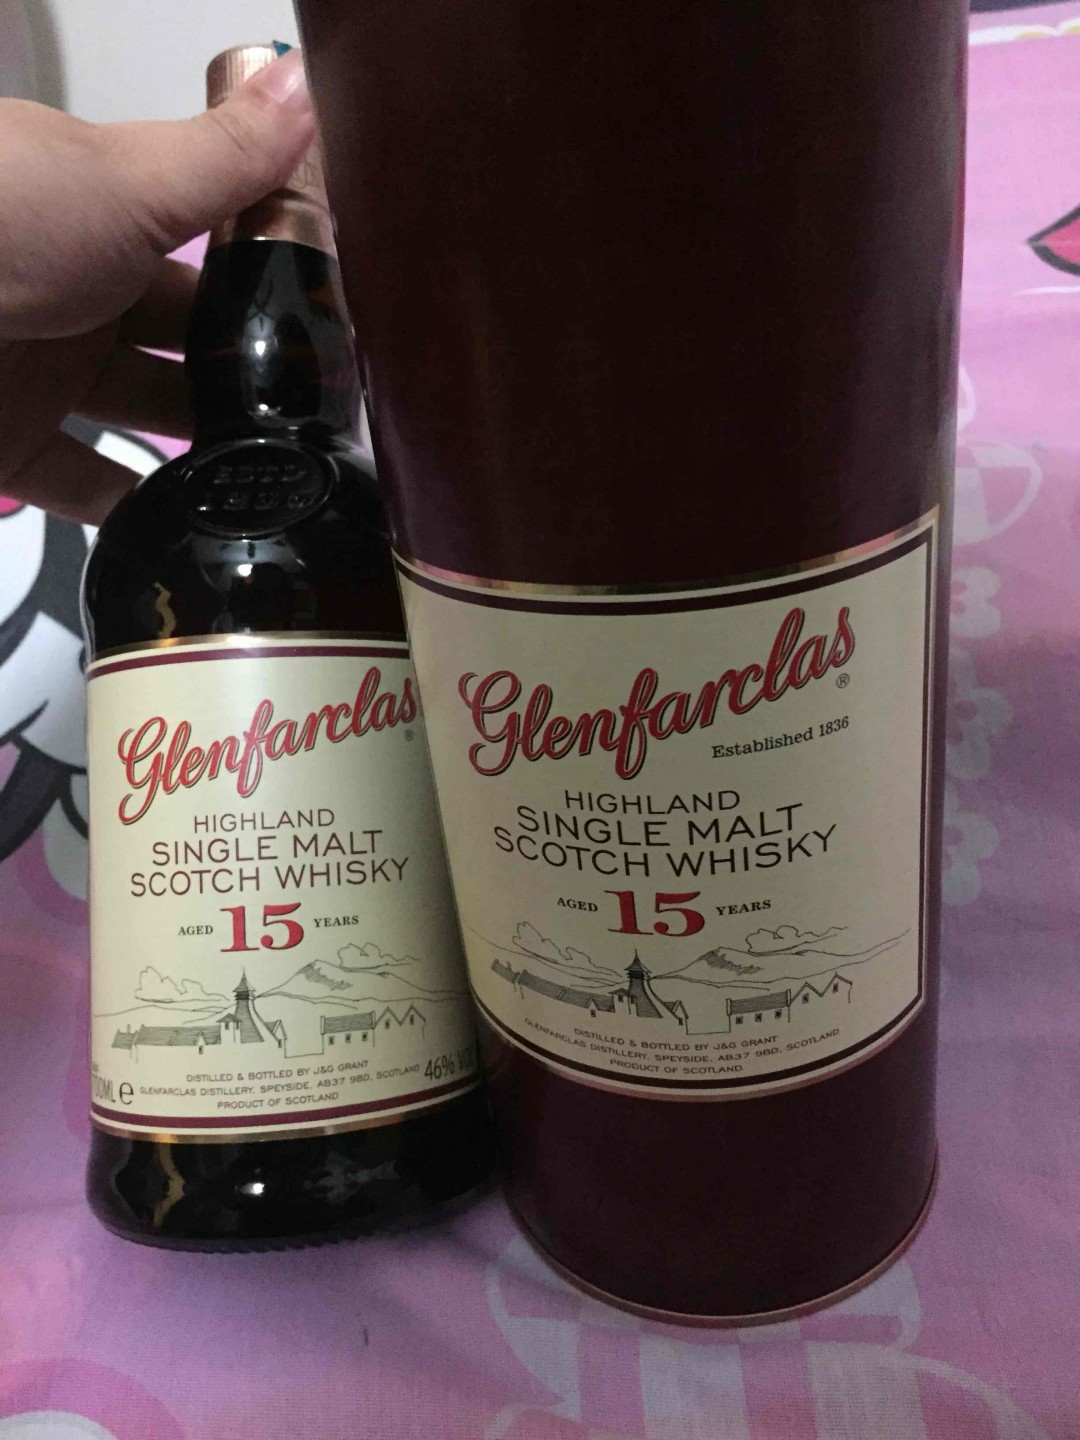 ESTD
1836
Glenfarclas
®
HIGHLAND
SINGLE MALT
SCOTCH WHISKY
AGED 15 YEARS
DISTILLED & BOTTLED BY J&G GRANT
GLENFARCLAS DISTILLERY, SPEYSIDE, AB37 9BD, SCOTLAND
PRODUCT OF SCOTLAND
e
46% VOL
Glenfarclas
®
Established 1836
HIGHLAND
SINGLE MALT
SCOTCH WHISKY
AGED 15 YEARS
DISTILLED & BOTTLED BY J&G GRANT
GLENFARCLAS DISTILLERY, SPEYSIDE, AB37 9BD, SCOTLAND
PRODUCT OF SCOTLAND